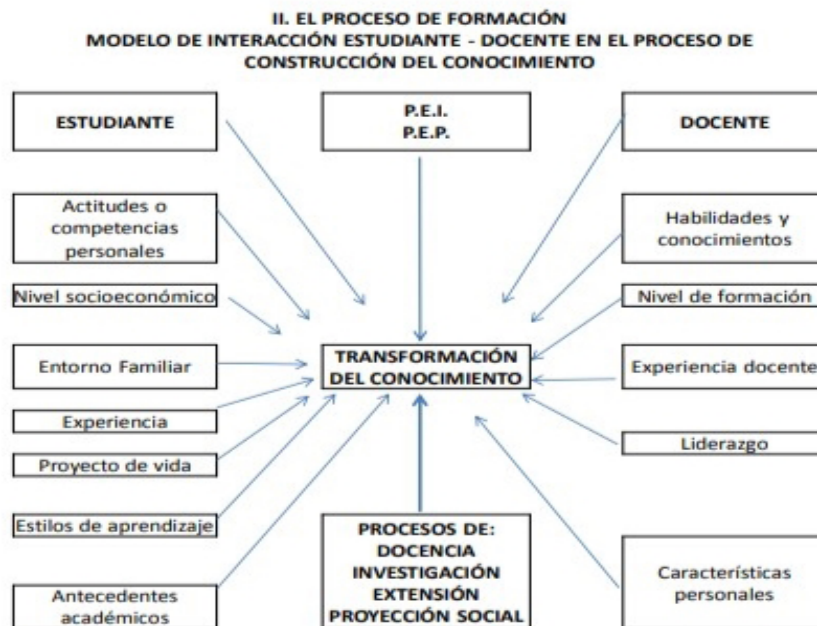 II. EL PROCESO DE FORMACIÓN
MODELO DE INTERACCIÓN ESTUDIANTE - DOCENTE EN EL PROCESO DE
CONSTRUCCIÓN DEL CONOCIMIENTO
ESTUDIANTE
P.E.I.
P.E.P.
DOCENTE
Actitudes o
competencias
personales
Habilidades y
conocimientos
Nivel socioeconómico
Nivel de formación
Entorno Familiar
TRANSFORMACIÓN
DEL CONOCIMIENTO
Experiencia docente
Experiencia
Liderazgo
Proyecto de vida
Estilos de aprendizaje
PROCESOS DE:
DOCENCIA
INVESTIGACIÓN
EXTENSIÓN
PROYECCIÓN SOCIAL
Características
personales
Antecedentes
académicos